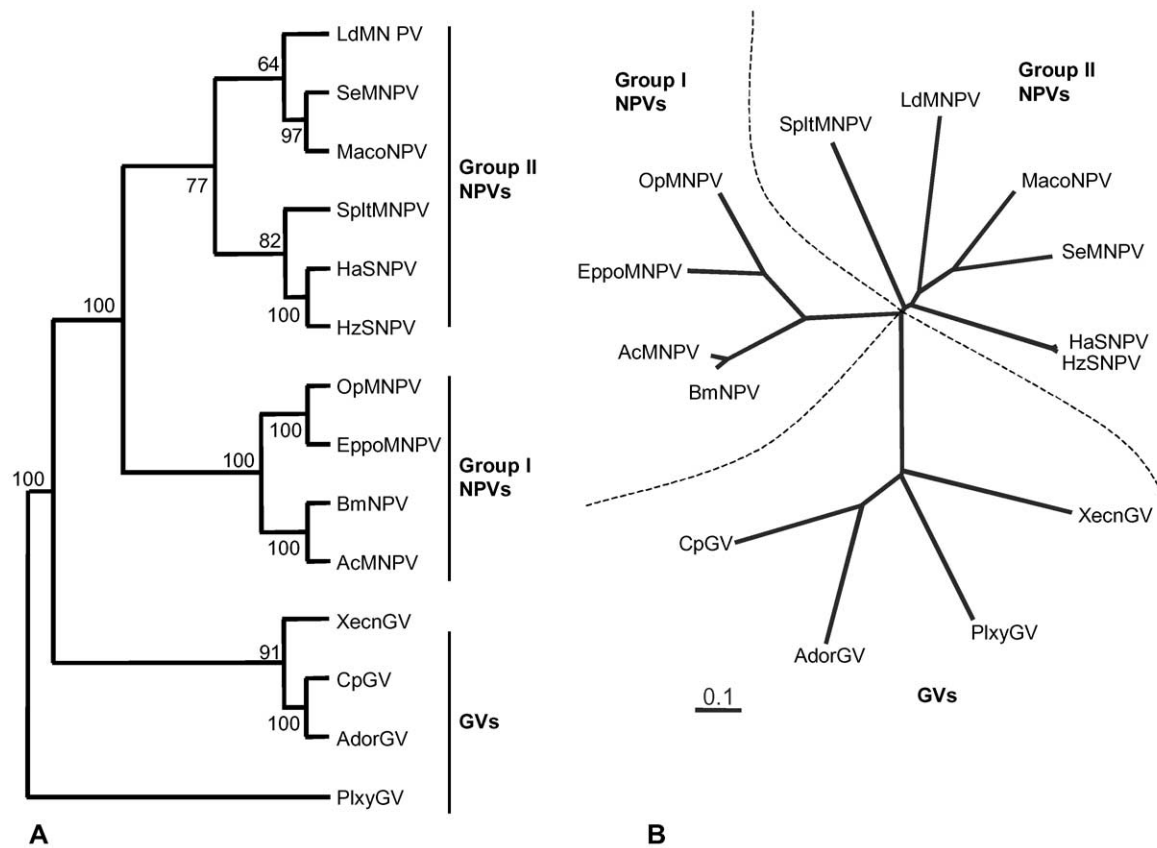 LdMN PV
64
SeMNPV
97
MacoNPV
Group II
NPVs
77
SpltMNPV
82
HaSNPV
100
HzSNPV
100
OpMNPV
100
EppoMNPV
Group I
NPVs
100
BmNPV
100
AcMNPV
100
XecnGV
91
CpGV
GVs
100
AdorGV
PlxyGV
A
Group I
NPVs
Group II
NPVs
LdMNPV
SpltMNPV
OpMNPV
MacoNPV
EppoMNPV
SeMNPV
AcMNPV
HaSNPV
HzSNPV
BmNPV
XecnGV
CpGV
PlxyGV
AdorGV
GVs
0.1
B